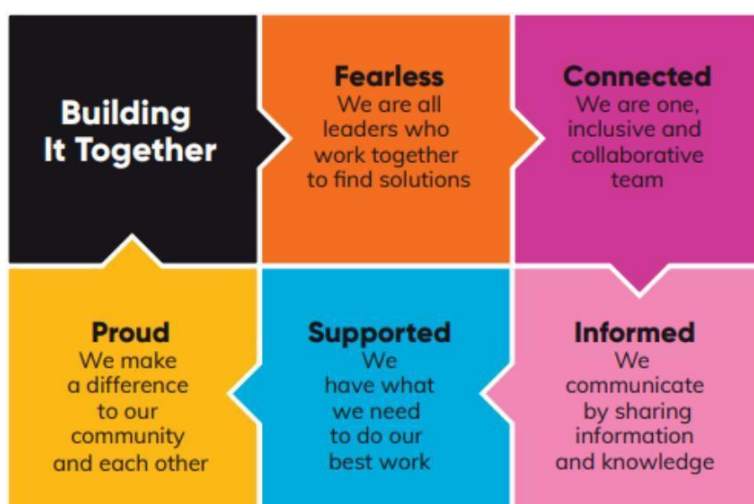 Building
It Together
Fearless
We are all
leaders who
work together
to find solutions
Connected
We are one,
inclusive and
collaborative
team
Informed
We
communicate
by sharing
information
and knowledge
Supported
We
have what
we need
to do our
best work
Proud
We make
a difference
to our
community
and each other